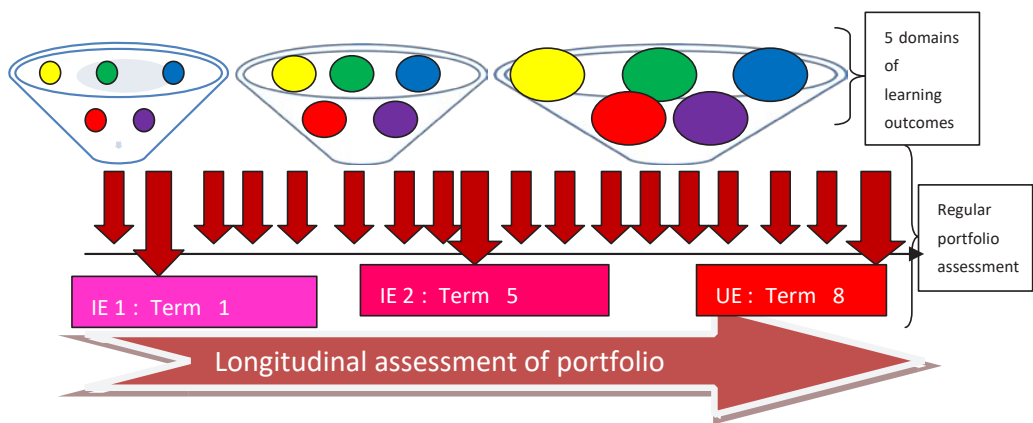 5 domains
of
learning
outcomes
Regular
portfolio
assessment
IE 1 : Term 1
IE 2 : Term 5
UE : Term 8
Longitudinal assessment of portfolio